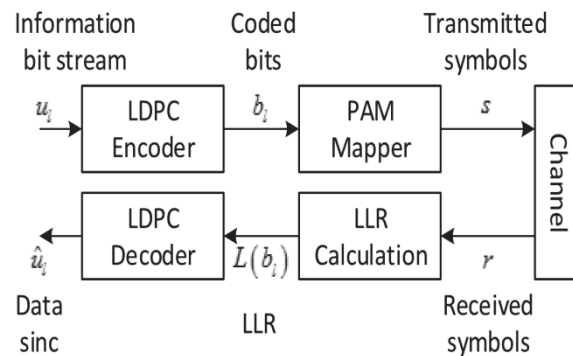 Information
bit stream
Coded
bits
Transmitted
symbols
u_l
LDPC
Encoder
b_l
PAM
Mapper
s
Channel
LDPC
Decoder
LLR
Calculation
û_l
L(b_l)
r
Data
sinc
LLR
Received
symbols